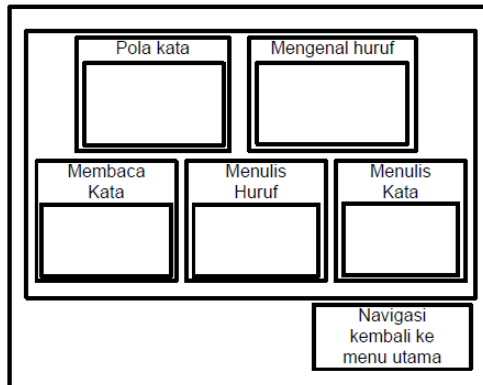 Pola kata
Mengenal huruf
Membaca
Kata
Menulis
Huruf
Menulis
Kata
Navigasi
kembali ke
menu utama